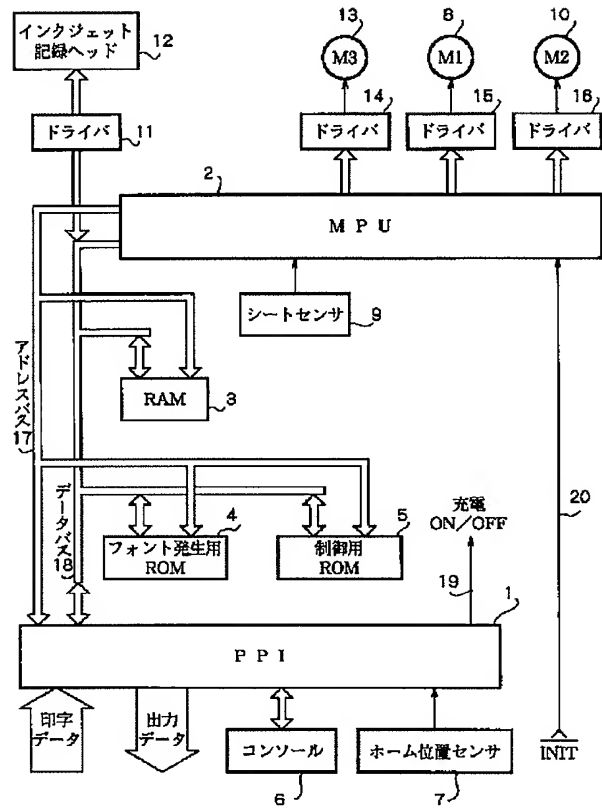 インクジェット
記録ヘッド
12
ドライバ
11
13
M3
8
M1
10
M2
14
ドライバ
15
ドライバ
16
ドライバ
2
MPU
シートセンサ
9
アドレスバス
17
RAM
3
データバス
18
4
フォント発生用
ROM
5
制御用
ROM
充電
ON/OFF
19
20
1
PPI
印字
データ
出力
データ
コンソール
6
ホーム位置センサ
7
INIT